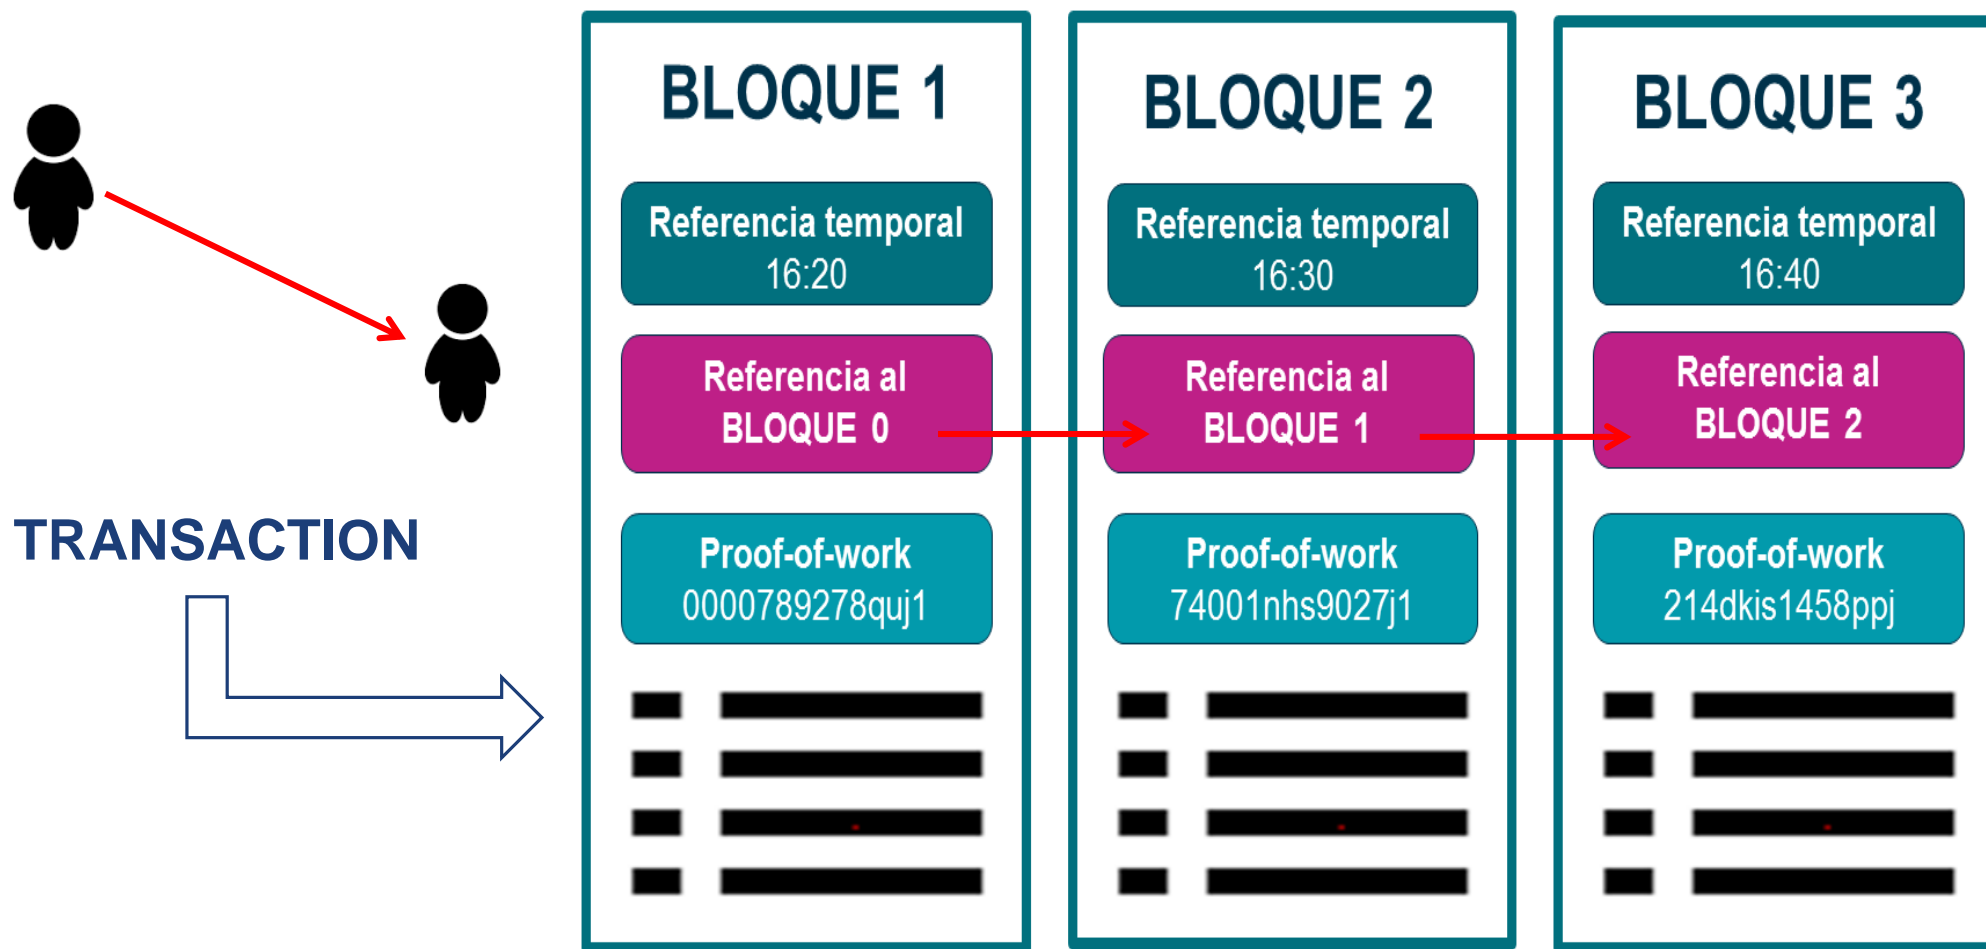 TRANSACTION
BLOQUE 1
Referencia temporal
16:20
Referencia al
BLOQUE 0
Proof-of-work
0000789278quj1
BLOQUE 2
Referencia temporal
16:30
Referencia al
BLOQUE 1
Proof-of-work
74001nhs9027j1
BLOQUE 3
Referencia temporal
16:40
Referencia al
BLOQUE 2
Proof-of-work
214dkis1458ppj